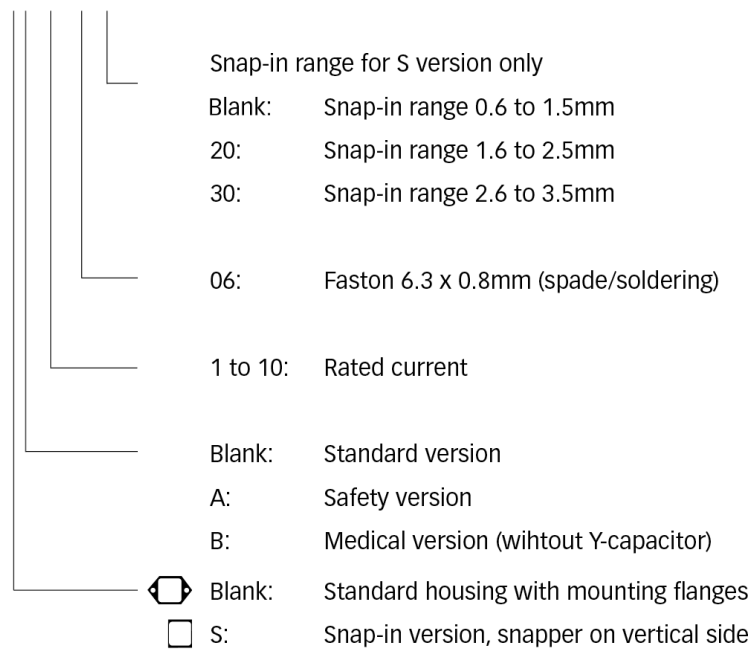 Snap-in range for S version only
Blank: Snap-in range 0.6 to 1.5mm
20: Snap-in range 1.6 to 2.5mm
30: Snap-in range 2.6 to 3.5mm
06: Faston 6.3 x 0.8mm (spade/soldering)
1 to 10: Rated current
Blank: Standard version
A: Safety version
B: Medical version (wihtout Y-capacitor)
Blank: Standard housing with mounting flanges
S: Snap-in version, snapper on vertical side